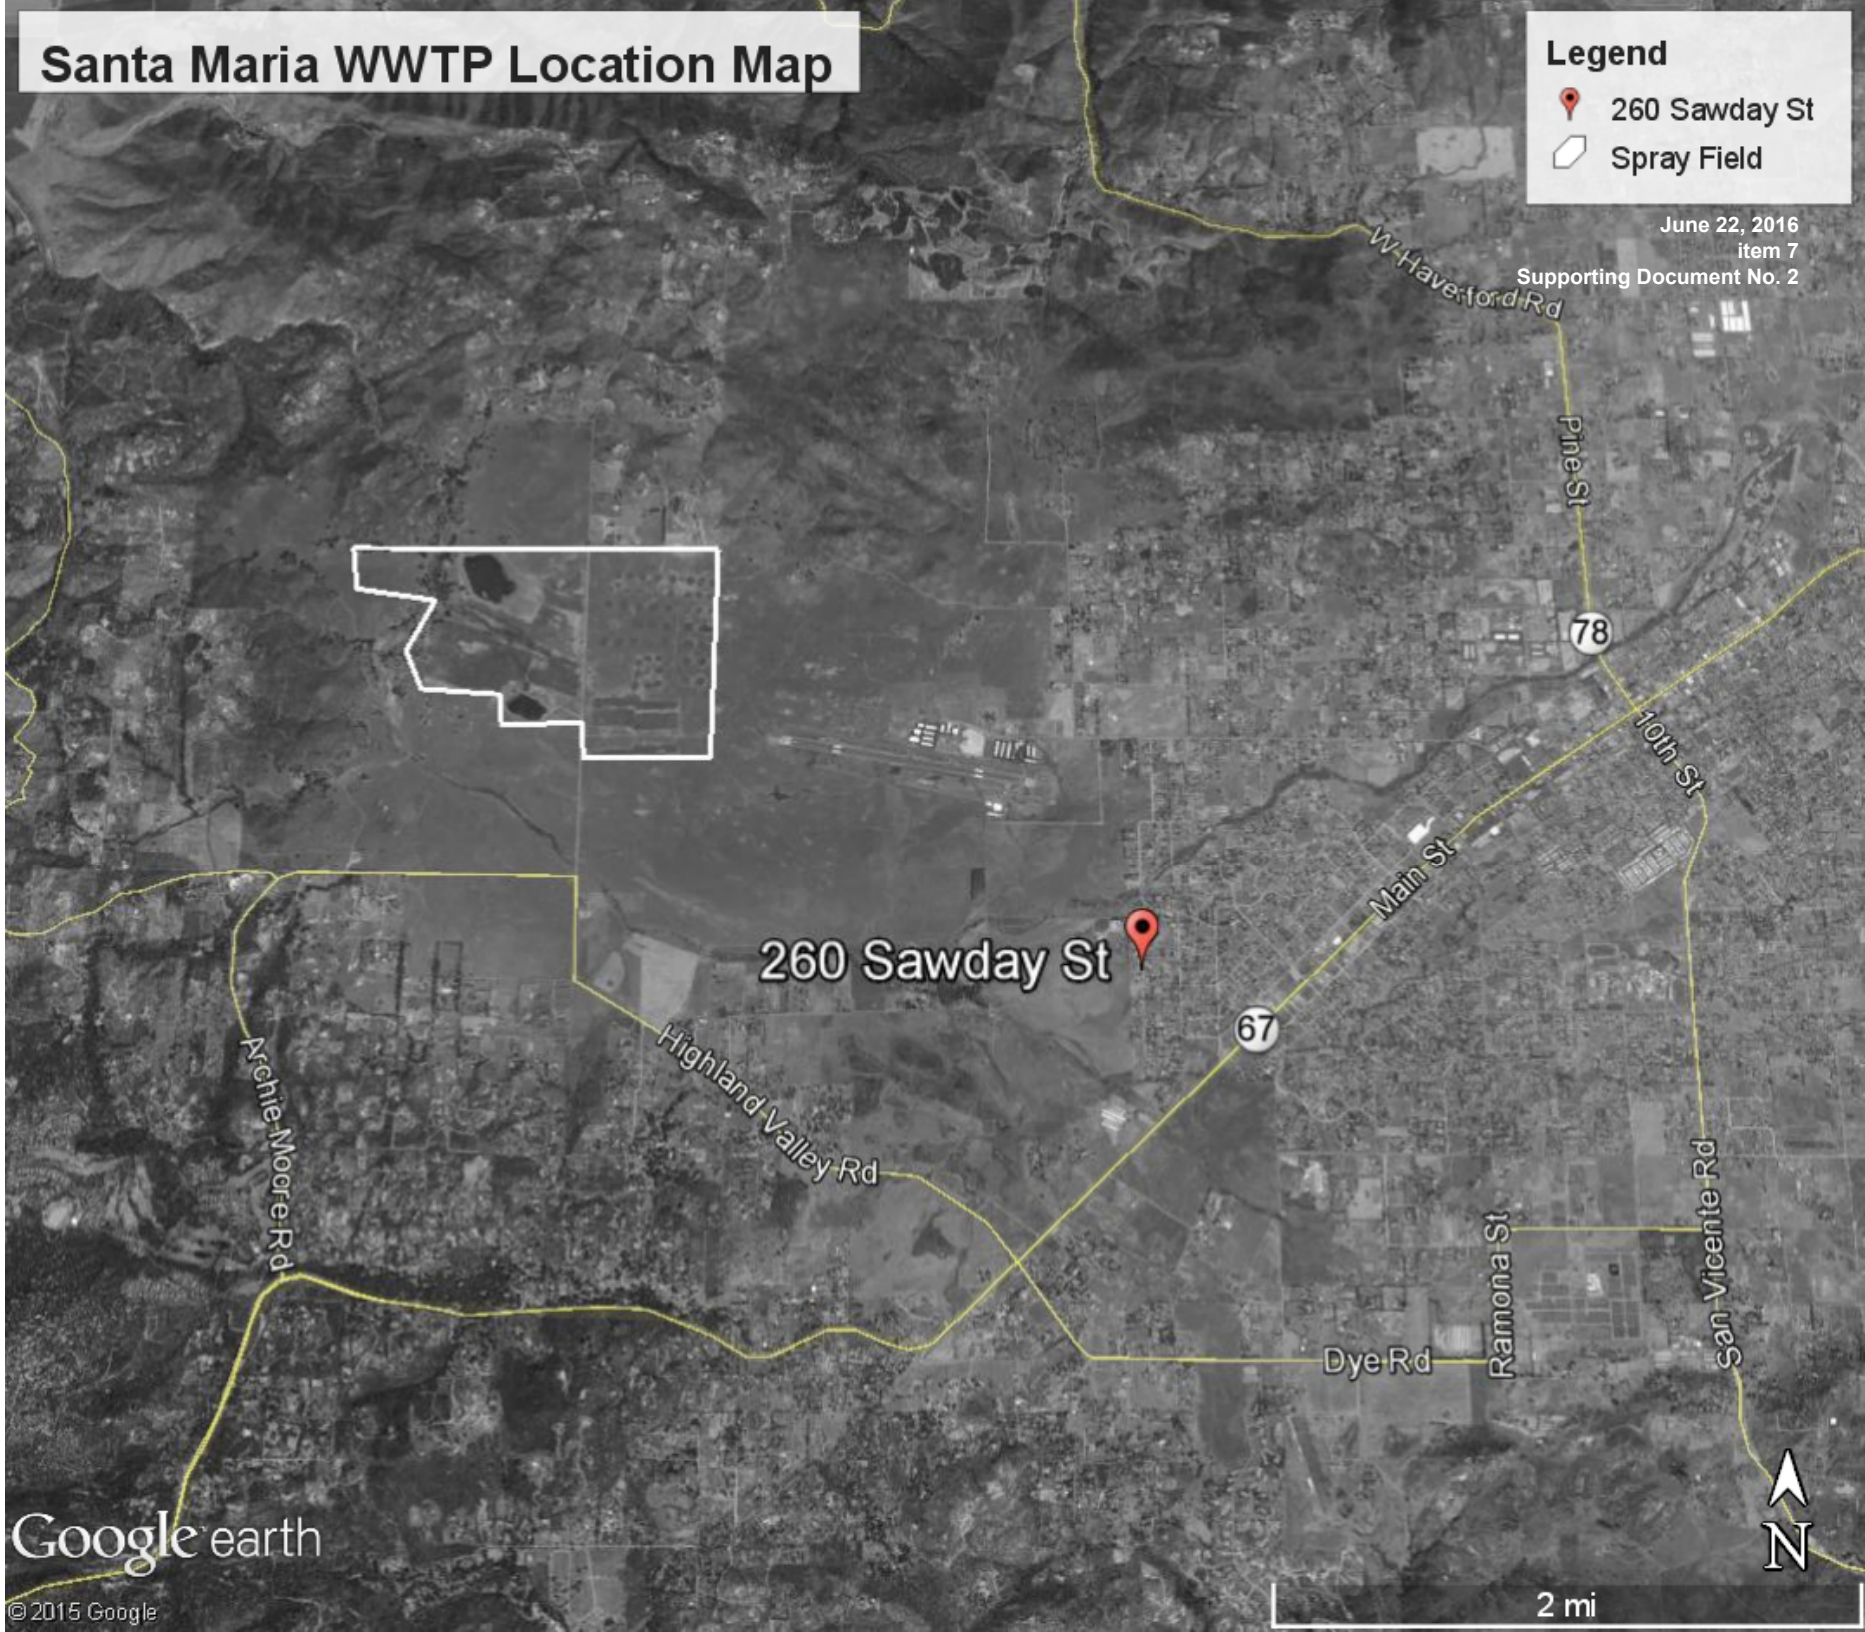 Santa Maria WWTP Location Map
Legend
260 Sawday St
Spray Field
June 22, 2016
item 7
Supporting Document No. 2
W Haverford Rd
Pine St
78
10th St
Main St
260 Sawday St
67
Highland Valley Rd
Archie Moore Rd
San Vicente Rd
Ramona St
Dye Rd
N
Google earth
© 2015 Google
2 mi